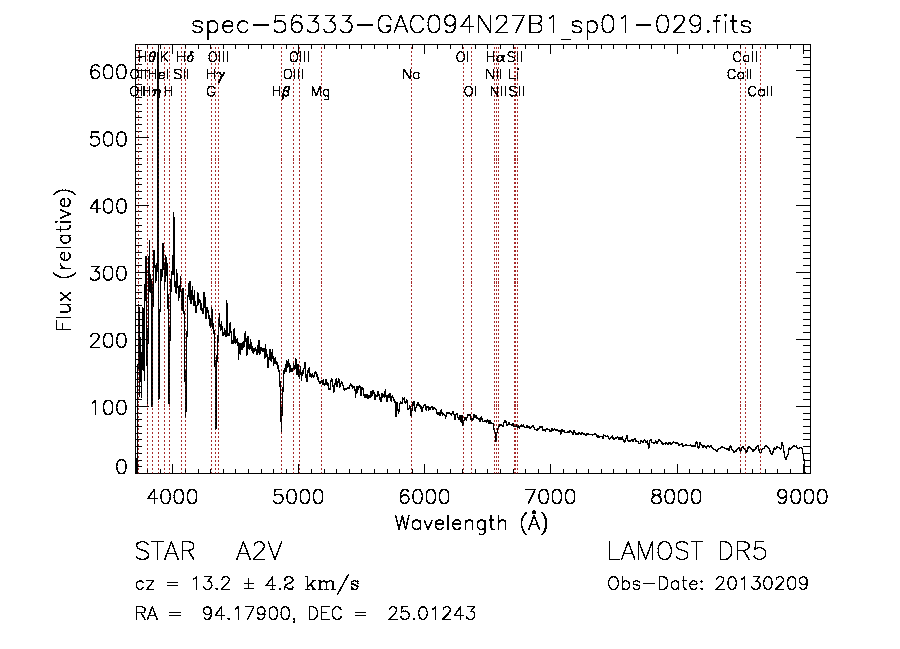 spec-56333-GAC094N27B1_sp01-029.fits
Hθ K Hδ OIII OIII OI Hα SII CaII
HeI SII Hγ OIII Na NII Li CaII
Hη H G Hβ Mg OI NII SII CaII
600
500
400
300
200
100
0
Flux (relative)
4000 5000 6000 7000 8000 9000
Wavelength (Å)
STAR A2V LAMOST DR5
cz = 13.2 ± 4.2 km/s Obs-Date: 20130209
RA = 94.17900, DEC = 25.01243